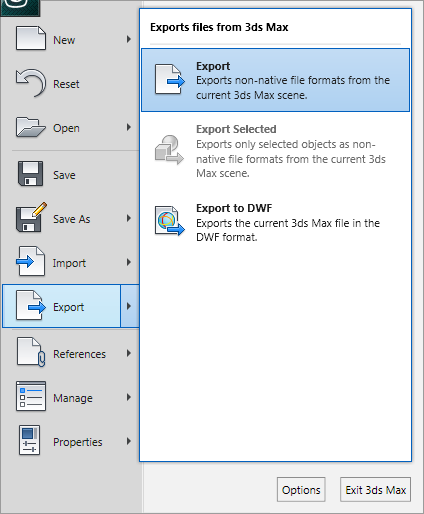 Exports files from 3ds Max
New
Reset
Open
Save
Save As
Import
Export
References
Manage
Properties
Export
Exports non-native file formats from the
current 3ds Max scene.
Export Selected
Exports only selected objects as non-
native file formats from the current 3ds
Max scene.
Export to DWF
Exports the current 3ds Max file in the
DWF format.
Options
Exit 3ds Max